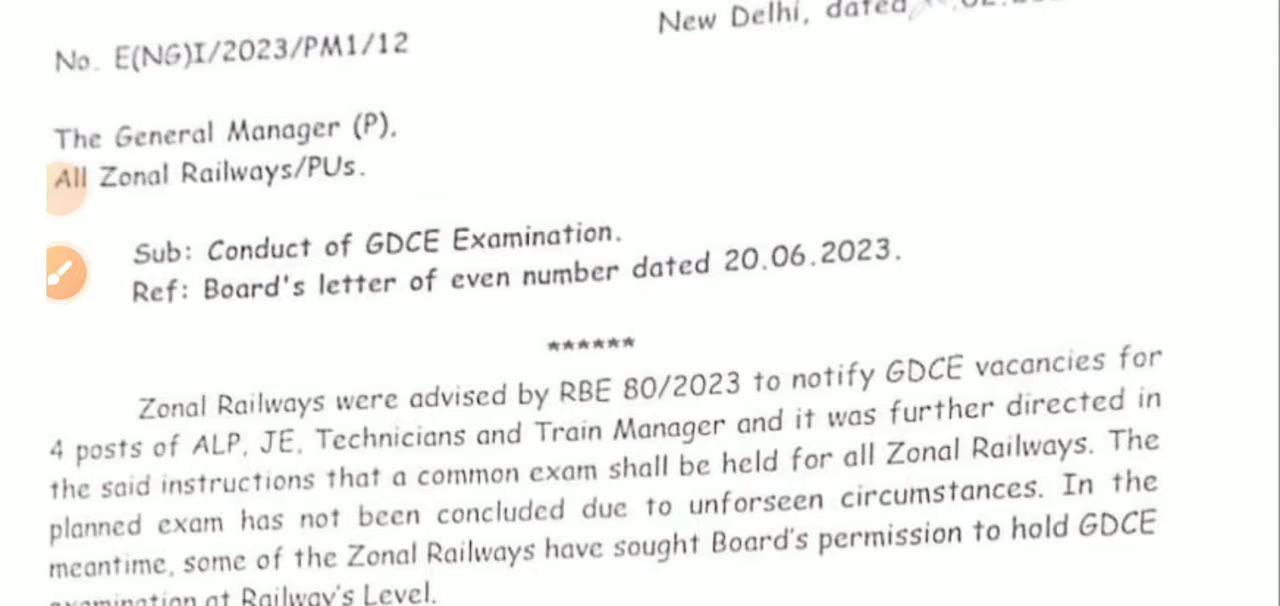 New Delhi, dated
No. E(NG)I/2023/PM1/12
The General Manager (P),
All Zonal Railways/PUs.
Sub: Conduct of GDCE Examination.
Ref: Board's letter of even number dated 20.06.2023.
******
Zonal Railways were advised by RBE 80/2023 to notify GDCE vacancies for
4 posts of ALP, JE, Technicians and Train Manager and it was further directed in
the said instructions that a common exam shall be held for all Zonal Railways. The
planned exam has not been concluded due to unforseen circumstances. In the
meantime, some of the Zonal Railways have sought Board's permission to hold GDCE
examination at Railway's Level.